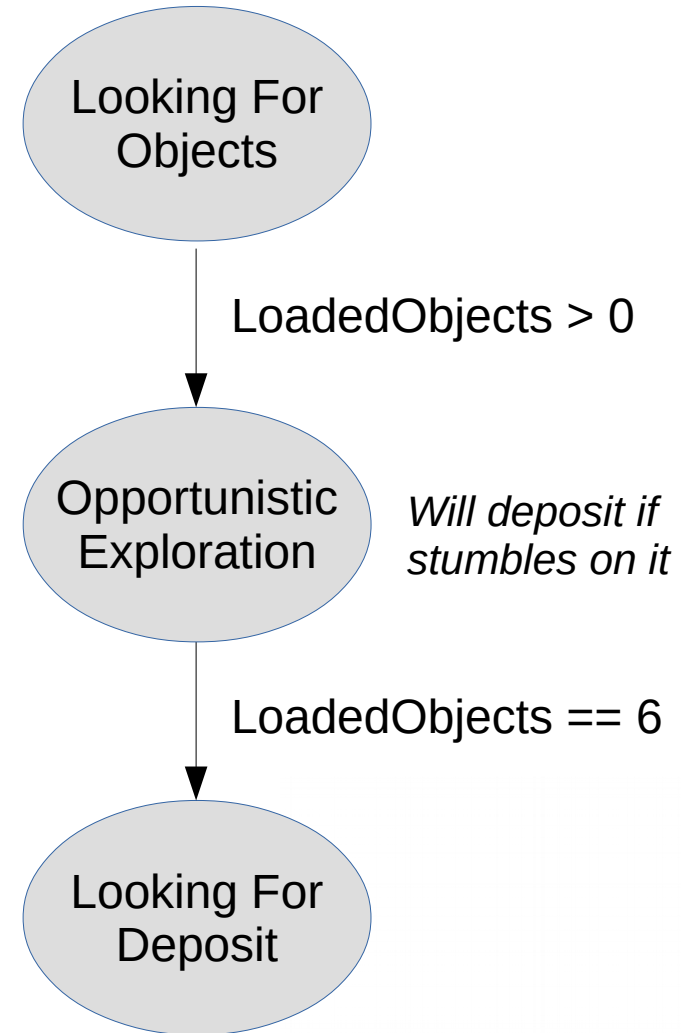 Looking For
Objects
LoadedObjects > 0
Opportunistic
Exploration
Will deposit if
stumbles on it
LoadedObjects == 6
Looking For
Deposit